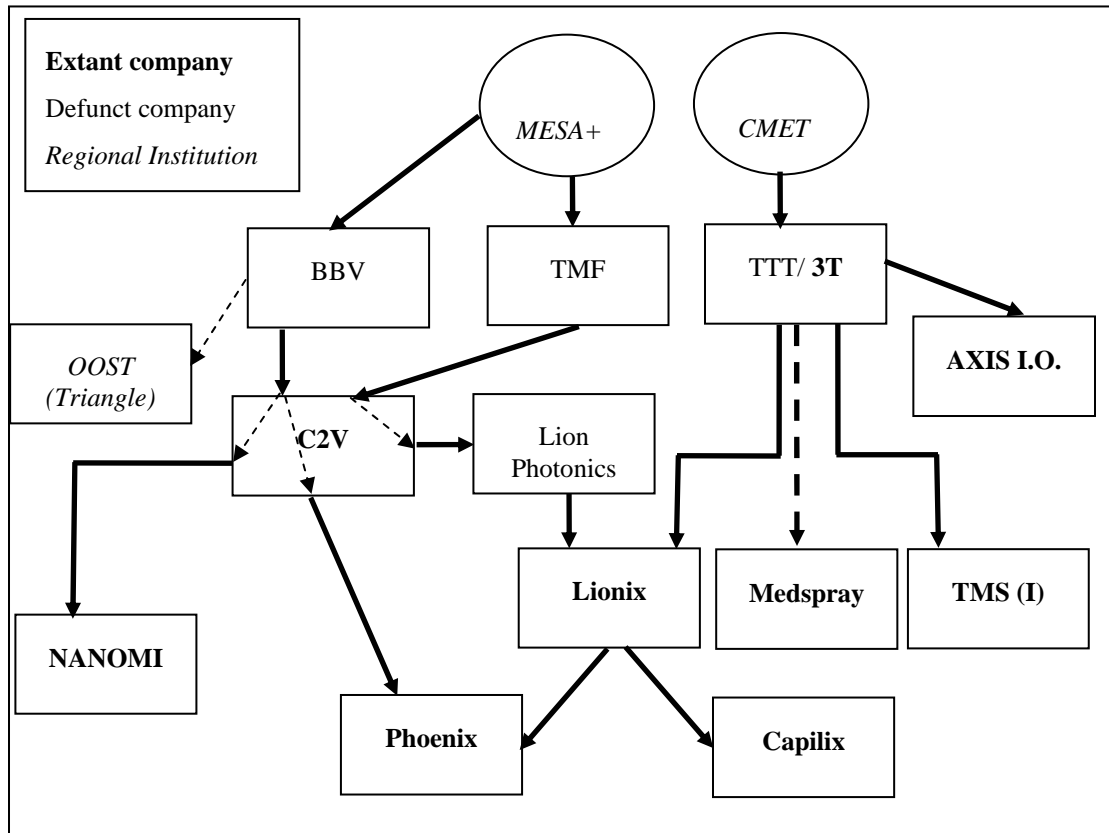 Extant company
Defunct company
Regional Institution
MESA+
CMET
BBV
TMF
TTT/ 3T
OOST
(Triangle)
AXIS I.O.
C2V
Lion
Photonics
Lionix
Medspray
TMS (I)
NANOMI
Phoenix
Capilix